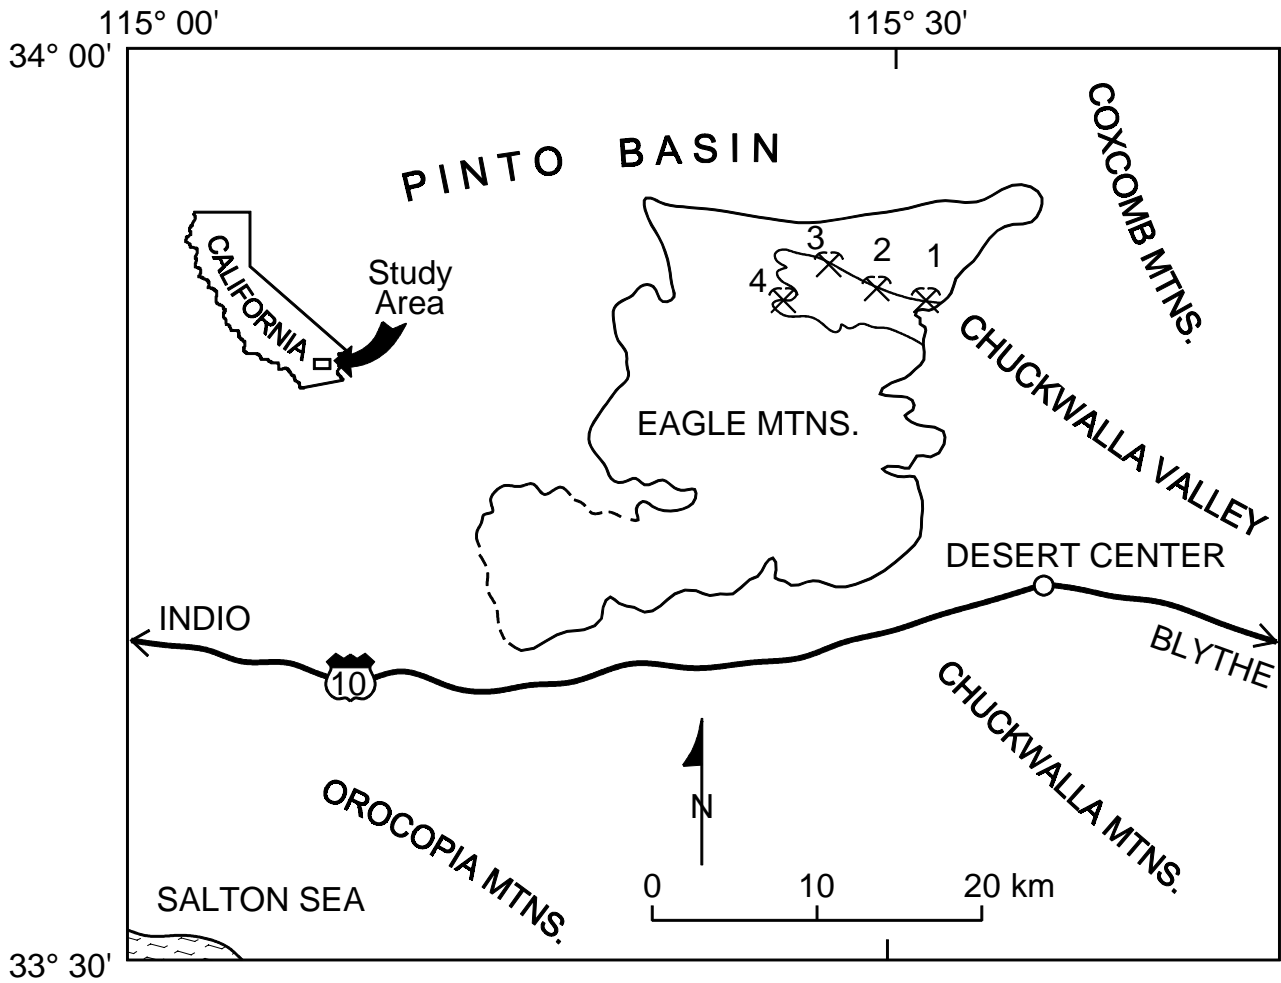 115° 00'
115° 30'
34° 00'
PINTO BASIN
COXCOMB MTNS.
CALIFORNIA
Study
Area
3
2
1
4
CHUCKWALLA VALLEY
EAGLE MTNS.
DESERT CENTER
INDIO
BLYTHE
10
CHUCKWALLA MTNS.
N
OROCOPIA MTNS.
0 10 20 km
SALTON SEA
33° 30'